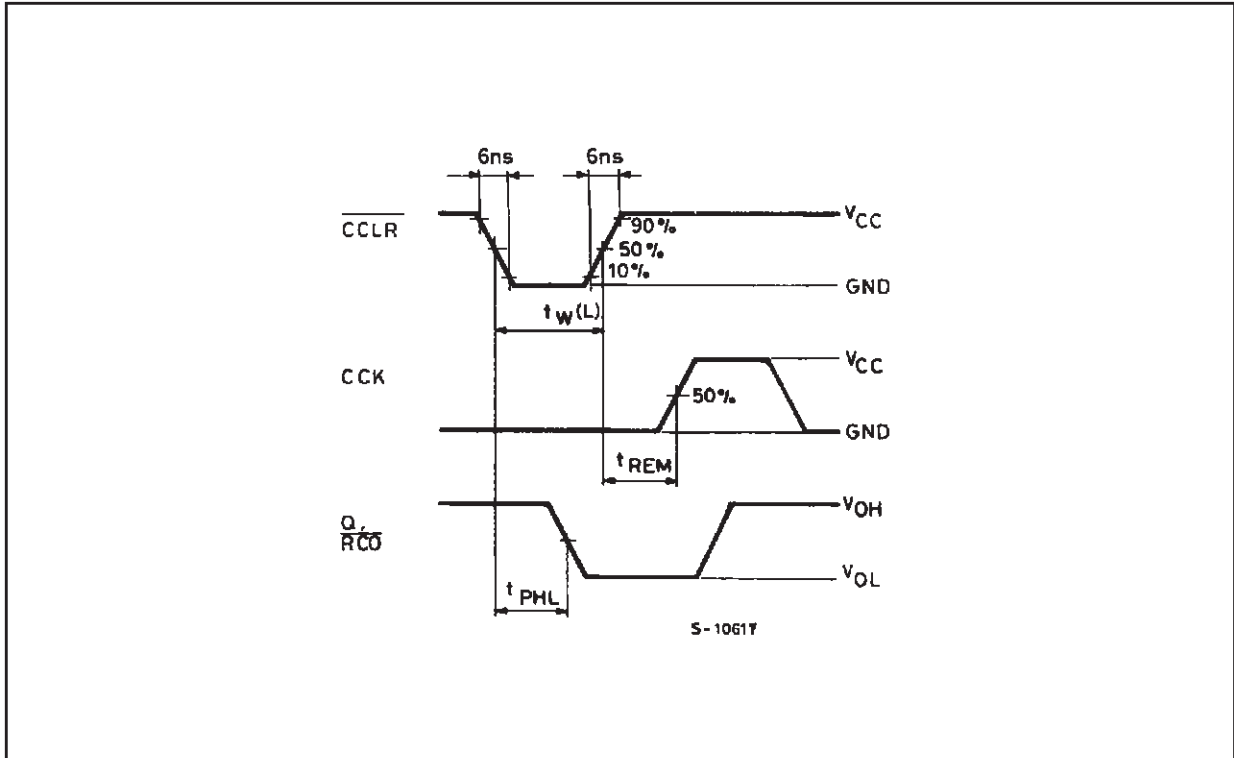 6ns 6ns
CCLR VCC
90%
50%
10%
GND
tW(L)
CCK VCC
50%
GND
tREM
Q, VOH
RCO
VOL
tPHL
S-10617